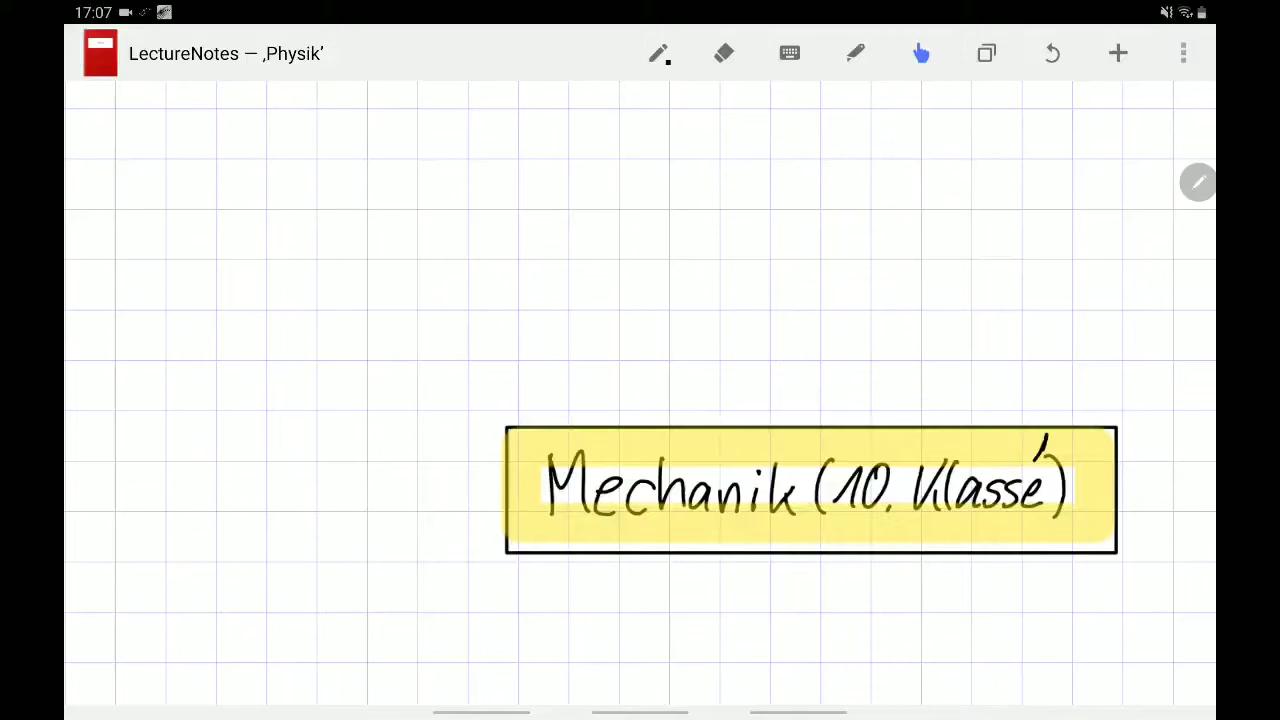 17:07
LectureNotes — ‚Physik’
Mechanik (10. Klasse)